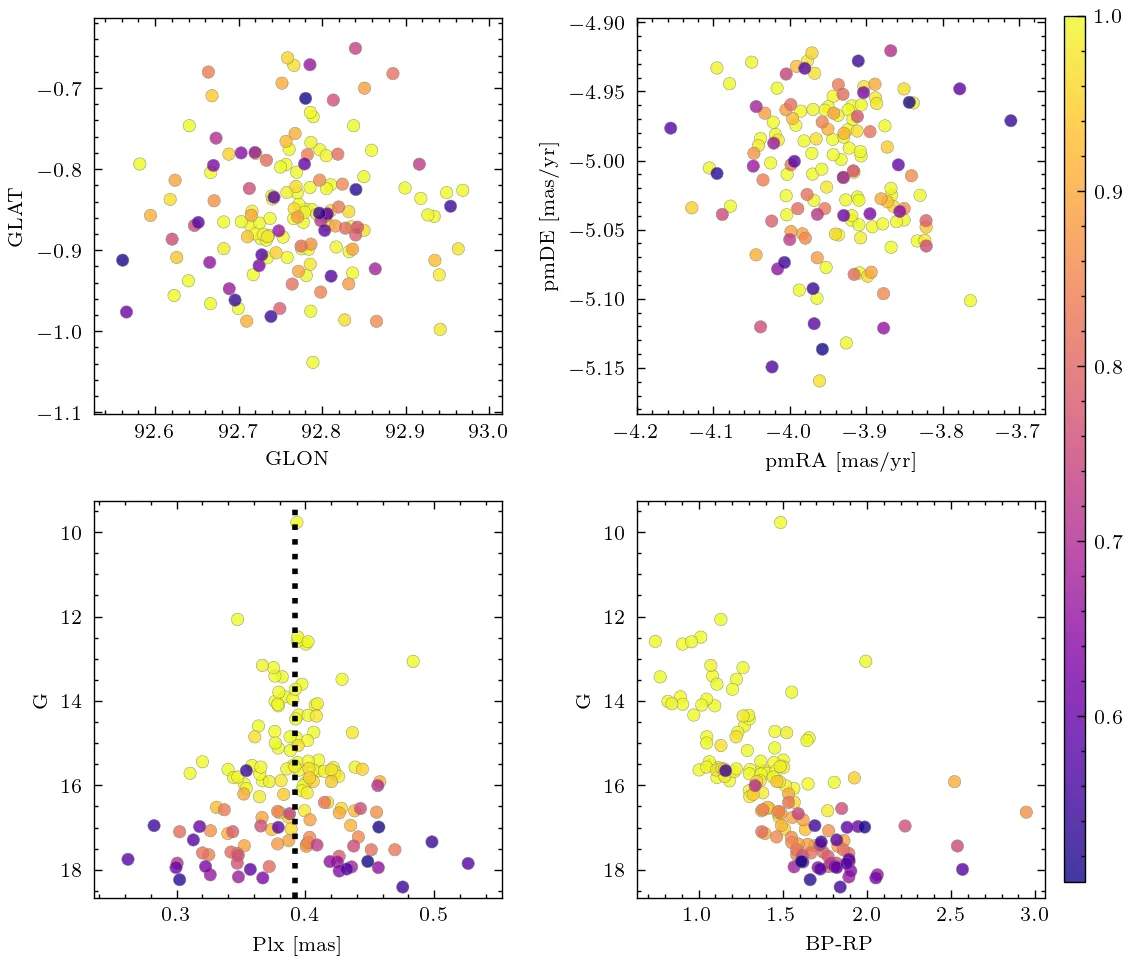 −0.7
−0.8
−0.9
−1.0
−1.1
GLAT
92.6 92.7 92.8 92.9 93.0
GLON
−4.90
−4.95
−5.00
−5.05
−5.10
−5.15
pmDE [mas/yr]
−4.2 −4.1 −4.0 −3.9 −3.8 −3.7
pmRA [mas/yr]
10
12
14
16
18
G
0.3 0.4 0.5
Plx [mas]
10
12
14
16
18
G
1.0 1.5 2.0 2.5 3.0
BP-RP
1.0
0.9
0.8
0.7
0.6